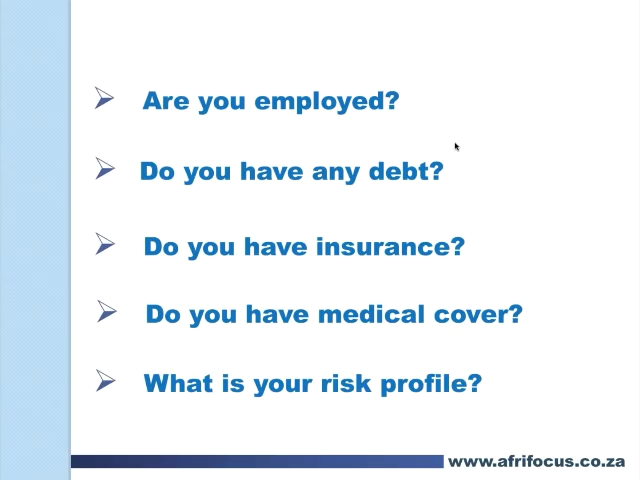 Are you employed?
Do you have any debt?
Do you have insurance?
Do you have medical cover?
What is your risk profile?
www.afrifocus.co.za